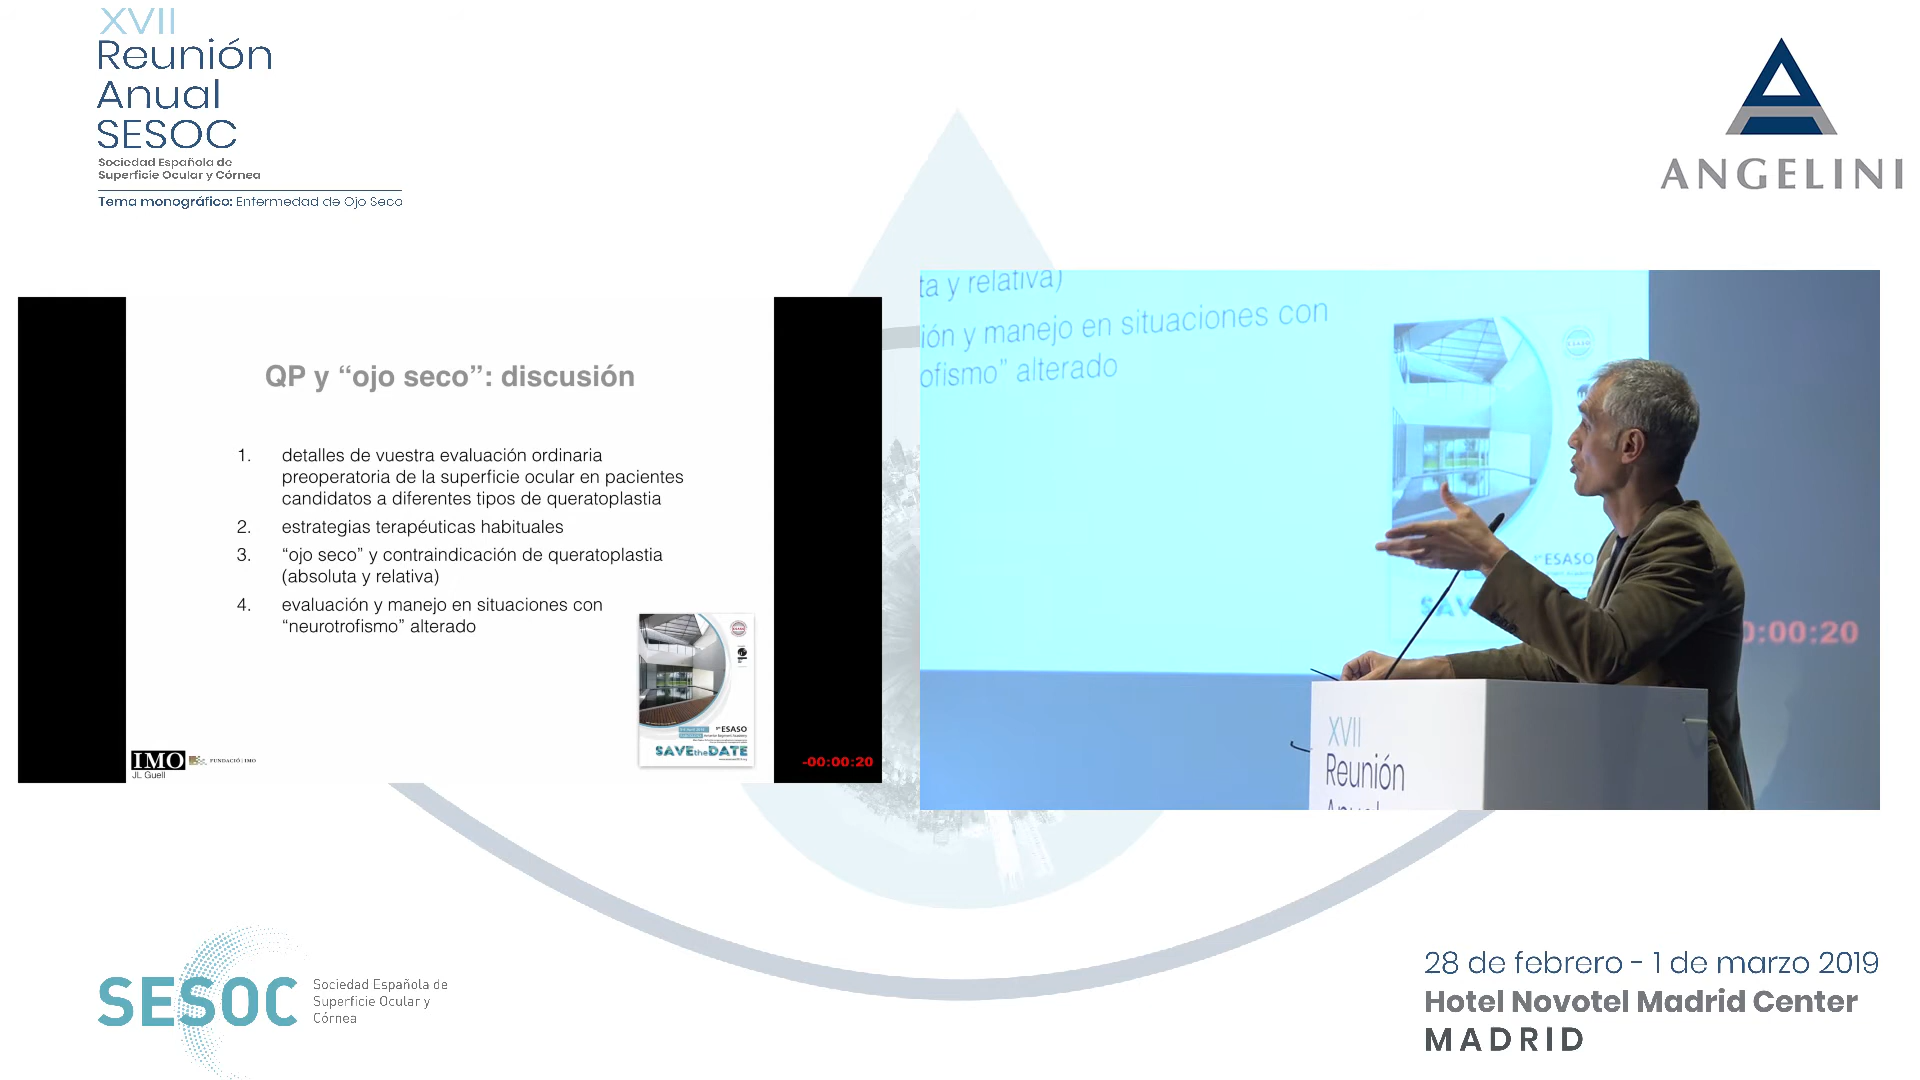 XVII
Reunión
Anual
SESOC
Sociedad Española de
Superficie Ocular y Córnea
Tema monográfico: Enfermedad de Ojo Seco
ANGELINI
QP y “ojo seco”: discusión
1. detalles de vuestra evaluación ordinaria
preoperatoria de la superficie ocular en pacientes
candidatos a diferentes tipos de queratoplastia
2. estrategias terapéuticas habituales
3. “ojo seco” y contraindicación de queratoplastia
(absoluta y relativa)
4. evaluación y manejo en situaciones con
“neurotrofismo” alterado
ESASO
SAVEtheDATE
IMO
FUNDACIÓ IMO
JL Guell
-00:00:20
ta y relativa)
ión y manejo en situaciones con
ofismo” alterado
ESASO
SAV
0:00:20
XVII
Reunión
Anual
SESOC
Sociedad Española de
Superficie Ocular y
Córnea
28 de febrero - 1 de marzo 2019
Hotel Novotel Madrid Center
MADRID